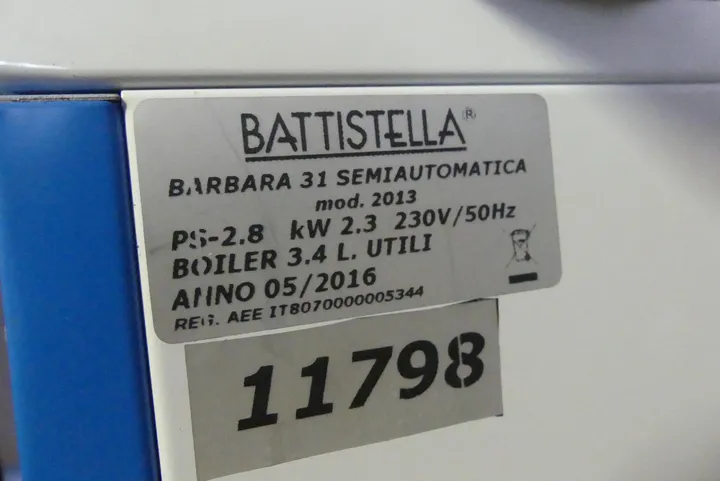 BATTISTELLA®
BARBARA 31 SEMIAUTOMATICA
mod. 2013
PS-2.8 kW 2.3 230V/50Hz
BOILER 3.4 L. UTILI
ANNO 05/2016
REG. AEE IT8070000005344
11798